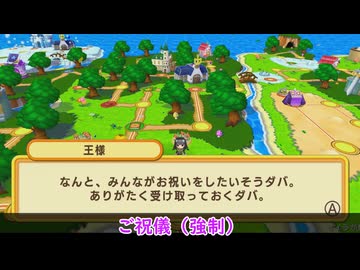 王様
なんと、みんながお祝いをしたいそうダバ。
ありがたく受け取っておくダバ。
A
ご祝儀（強制）